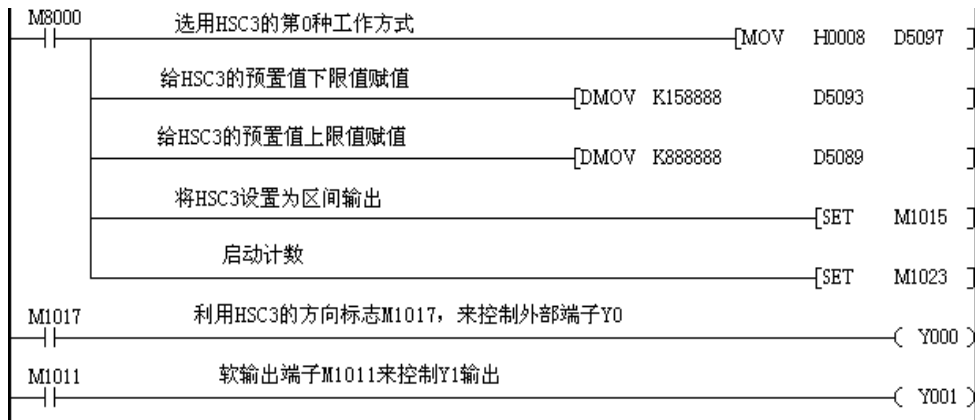 M8000 选用HSC3的第0种工作方式
[MOV H0008 D5097 ]
给HSC3的预置值下限值赋值
[DMOV K158888 D5093 ]
给HSC3的预置值上限值赋值
[DMOV K888888 D5089 ]
将HSC3设置为区间输出
[SET M1015 ]
启动计数
[SET M1023 ]
M1017 利用HSC3的方向标志M1017，来控制外部端子Y0
( Y000 )
M1011 软输出端子M1011来控制Y1输出
( Y001 )